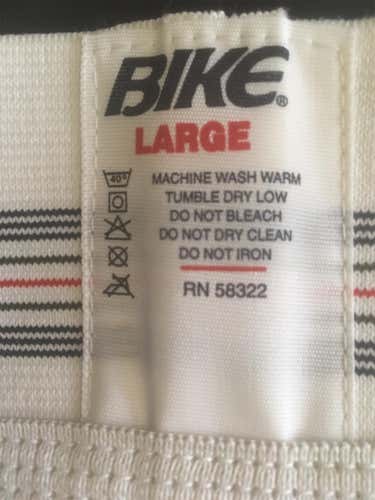 BIKE®
LARGE
40° MACHINE WASH WARM
TUMBLE DRY LOW
DO NOT BLEACH
DO NOT DRY CLEAN
DO NOT IRON
RN 58322